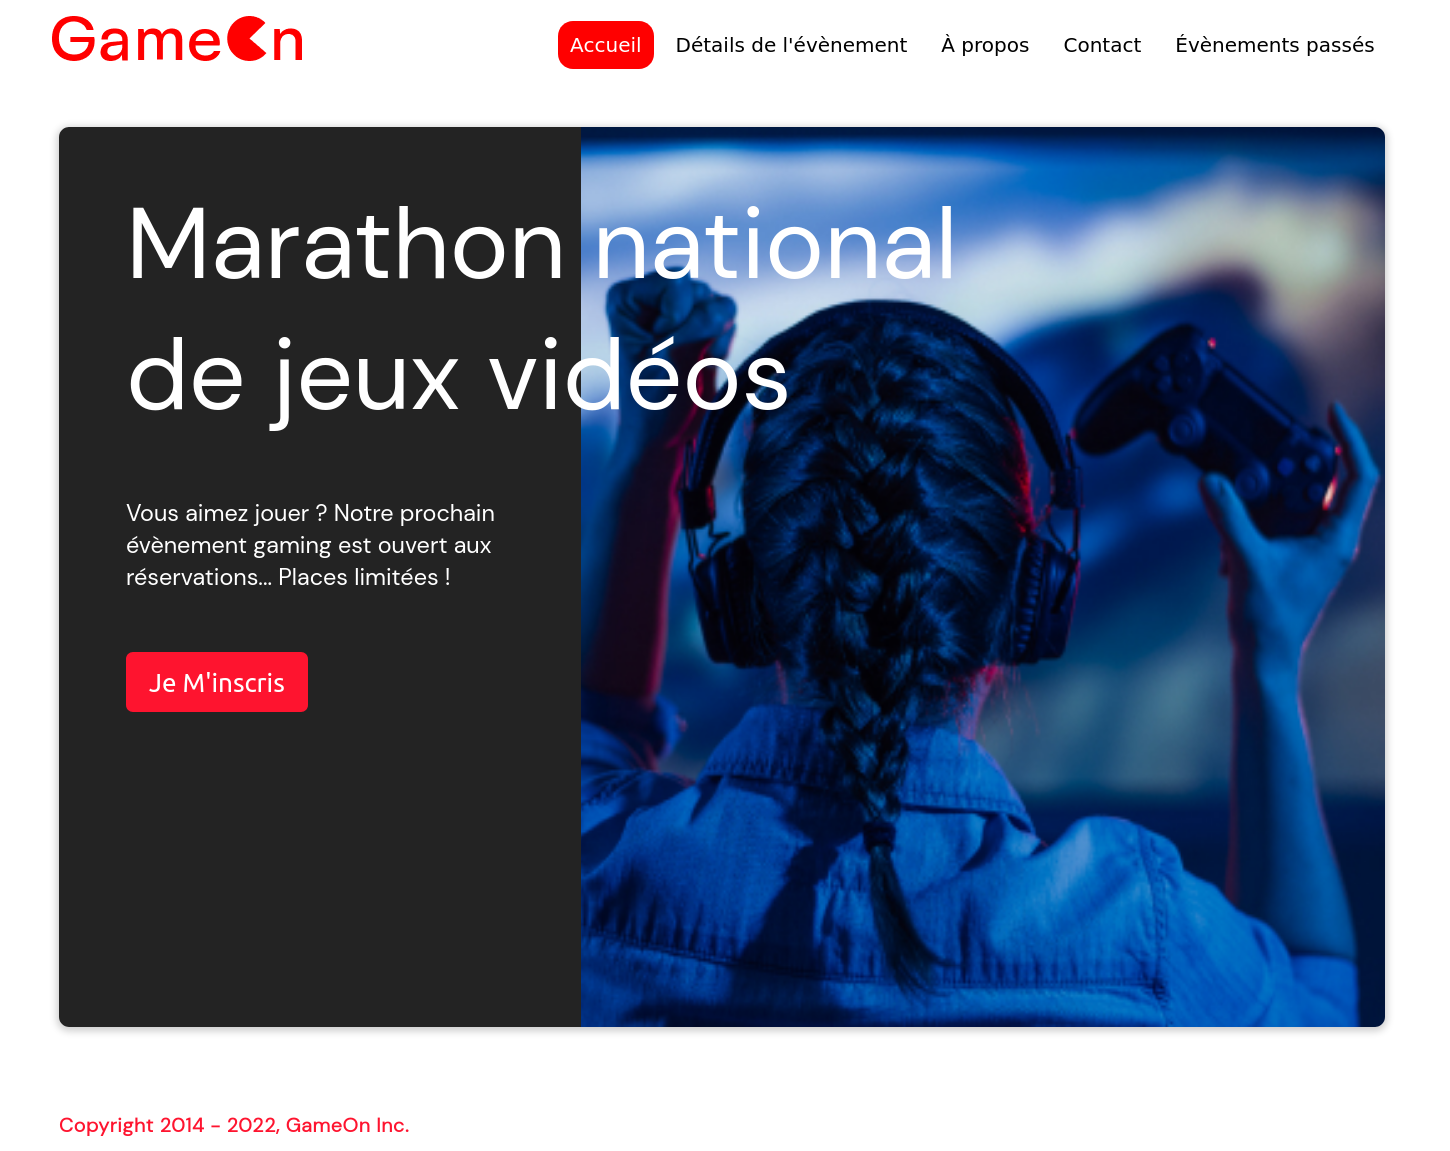 GameOn
Accueil
Détails de l'évènement
À propos
Contact
Évènements passés
Marathon national
de jeux vidéos
Vous aimez jouer ? Notre prochain
évènement gaming est ouvert aux
réservations... Places limitées !
Je M'inscris
Copyright 2014 - 2022, GameOn Inc.